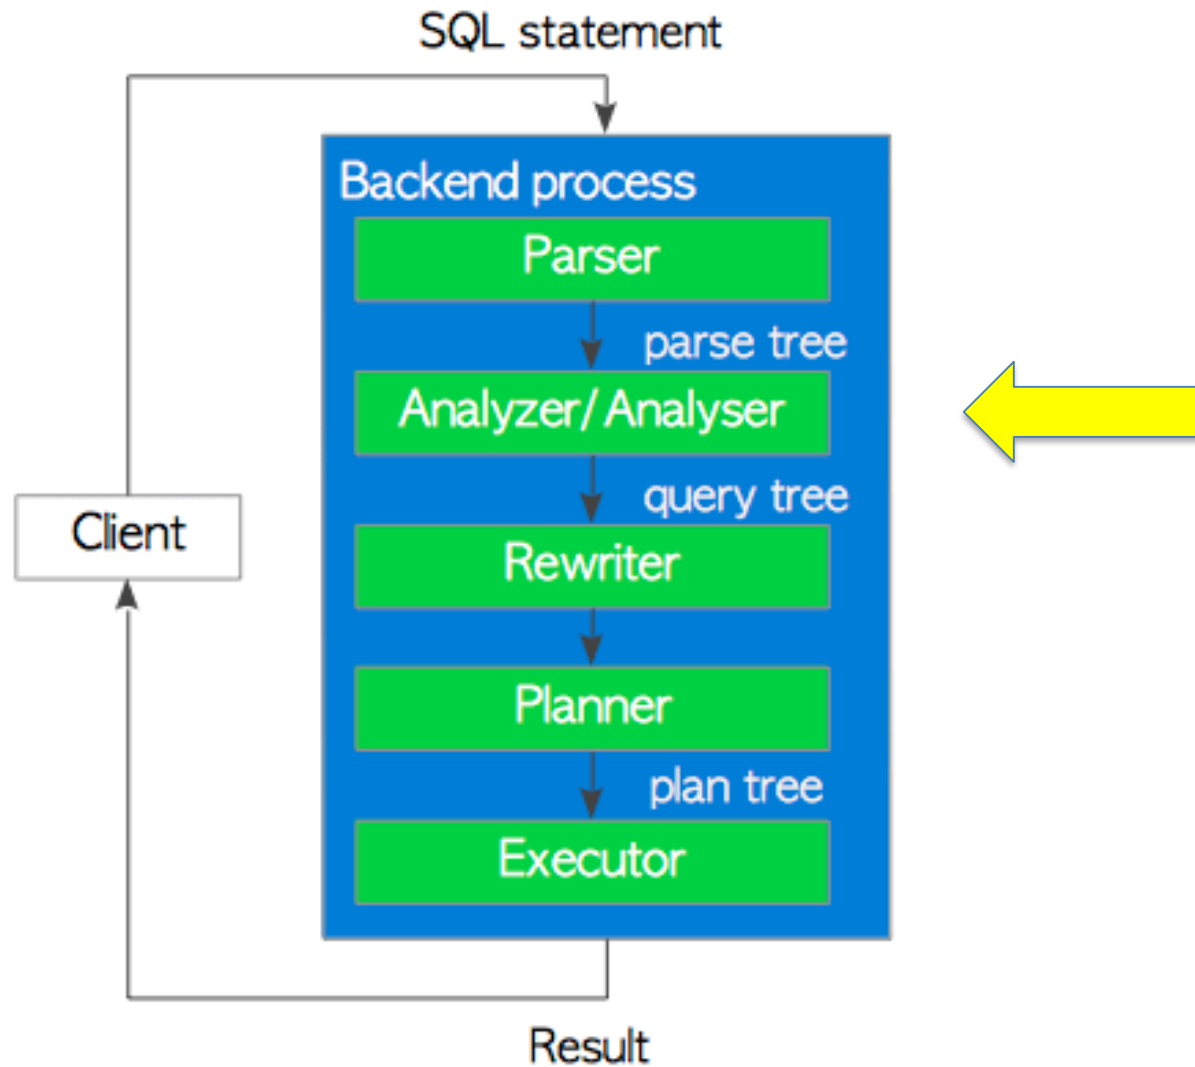 SQL statement
Backend process
Parser
parse tree
Analyzer/Analyser
query tree
Client
Rewriter
Planner
plan tree
Executor
Result